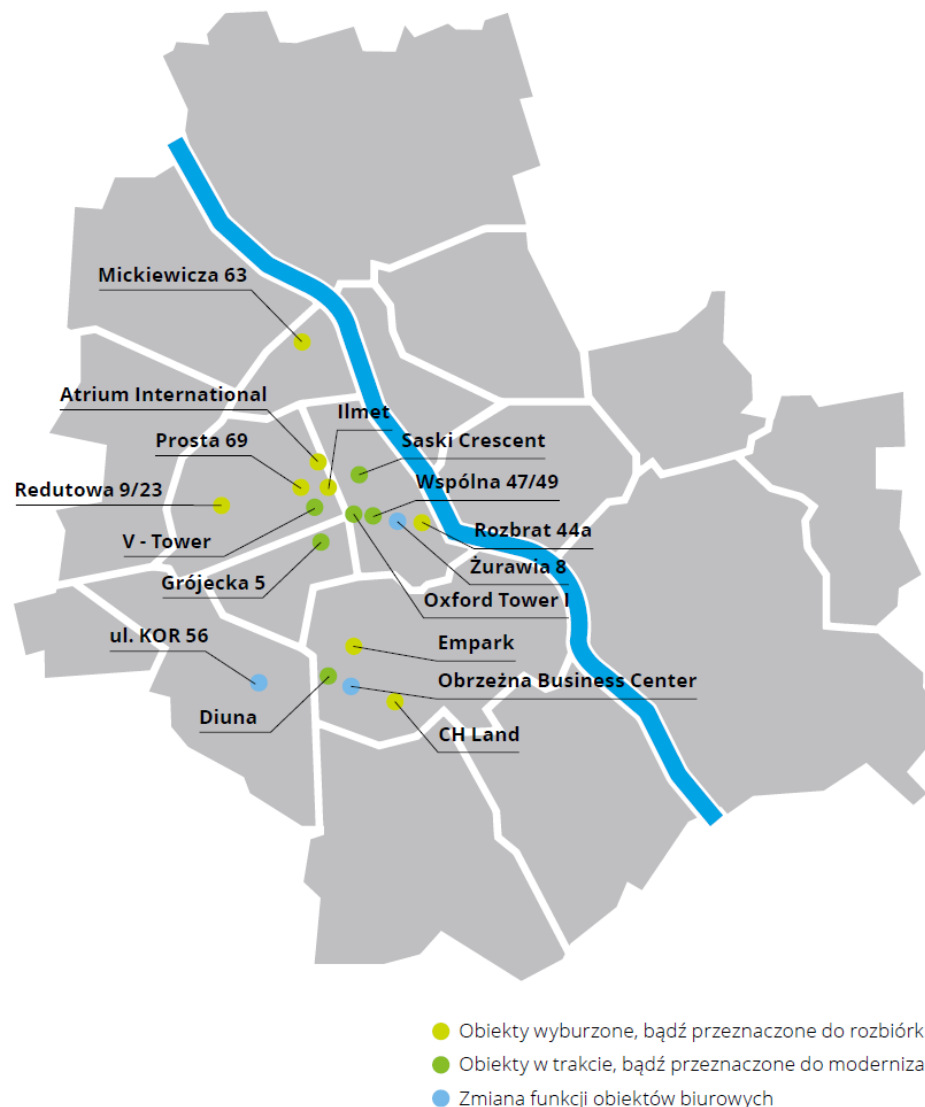 Mickiewicza 63
Atrium International
Ilmet
Prosta 69
Saski Crescent
Redutowa 9/23
Wspólna 47/49
V - Tower
Rozbrat 44a
Grójecka 5
Żurawia 8
Oxford Tower I
ul. KOR 56
Empark
Obrzeżna Business Center
Diuna
CH Land
Obiekty wyburzone, bądź przeznaczone do rozbiórk
Obiekty w trakcie, bądź przeznaczone do moderniza
Zmiana funkcji obiektów biurowych